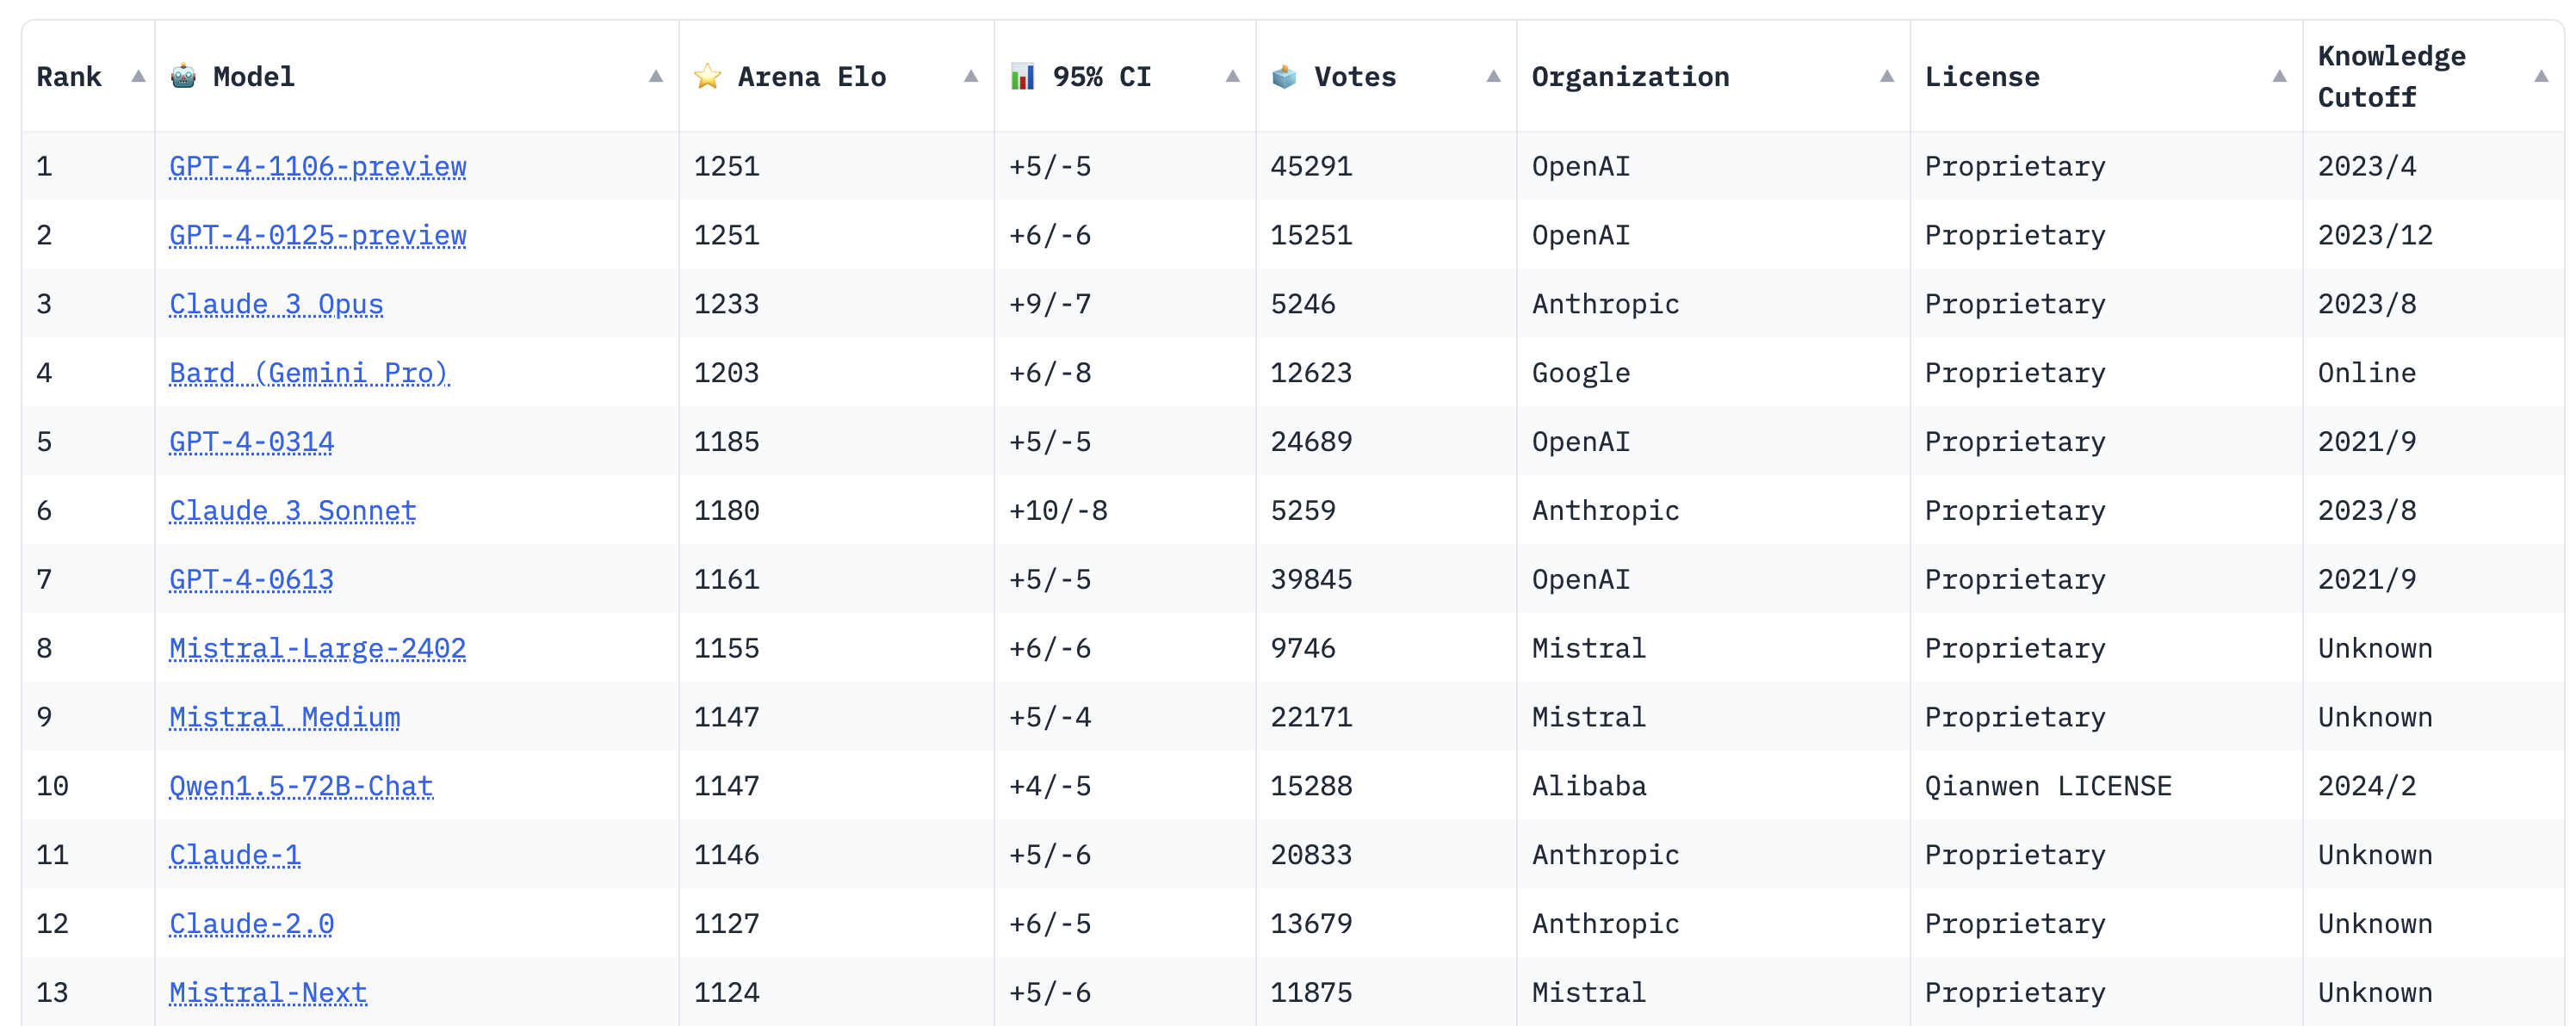 Rank Model Arena Elo 95% CI Votes Organization License Knowledge Cutoff
1 GPT-4-1106-preview 1251 +5/-5 45291 OpenAI Proprietary 2023/4
2 GPT-4-0125-preview 1251 +6/-6 15251 OpenAI Proprietary 2023/12
3 Claude 3 Opus 1233 +9/-7 5246 Anthropic Proprietary 2023/8
4 Bard (Gemini Pro) 1203 +6/-8 12623 Google Proprietary Online
5 GPT-4-0314 1185 +5/-5 24689 OpenAI Proprietary 2021/9
6 Claude 3 Sonnet 1180 +10/-8 5259 Anthropic Proprietary 2023/8
7 GPT-4-0613 1161 +5/-5 39845 OpenAI Proprietary 2021/9
8 Mistral-Large-2402 1155 +6/-6 9746 Mistral Proprietary Unknown
9 Mistral Medium 1147 +5/-4 22171 Mistral Proprietary Unknown
10 Qwen1.5-72B-Chat 1147 +4/-5 15288 Alibaba Qianwen LICENSE 2024/2
11 Claude-1 1146 +5/-6 20833 Anthropic Proprietary Unknown
12 Claude-2.0 1127 +6/-5 13679 Anthropic Proprietary Unknown
13 Mistral-Next 1124 +5/-6 11875 Mistral Proprietary Unknown